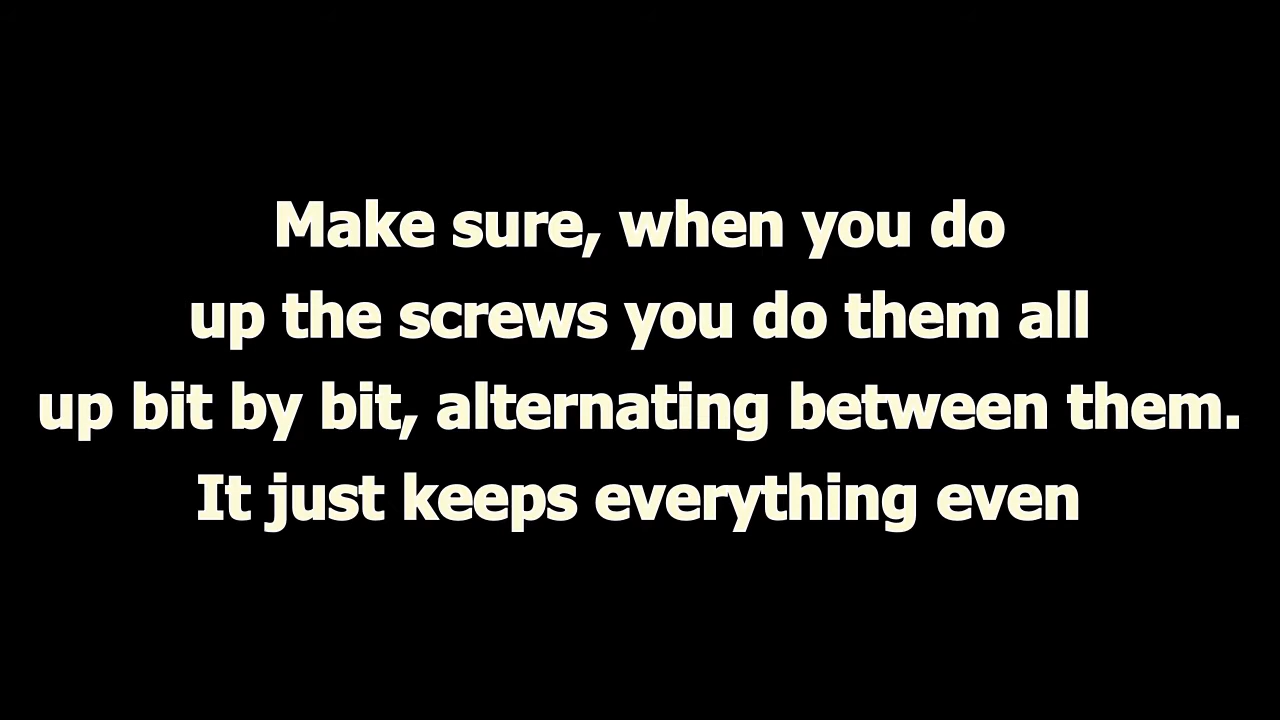 Make sure, when you do
up the screws you do them all
up bit by bit, alternating between them.
It just keeps everything even